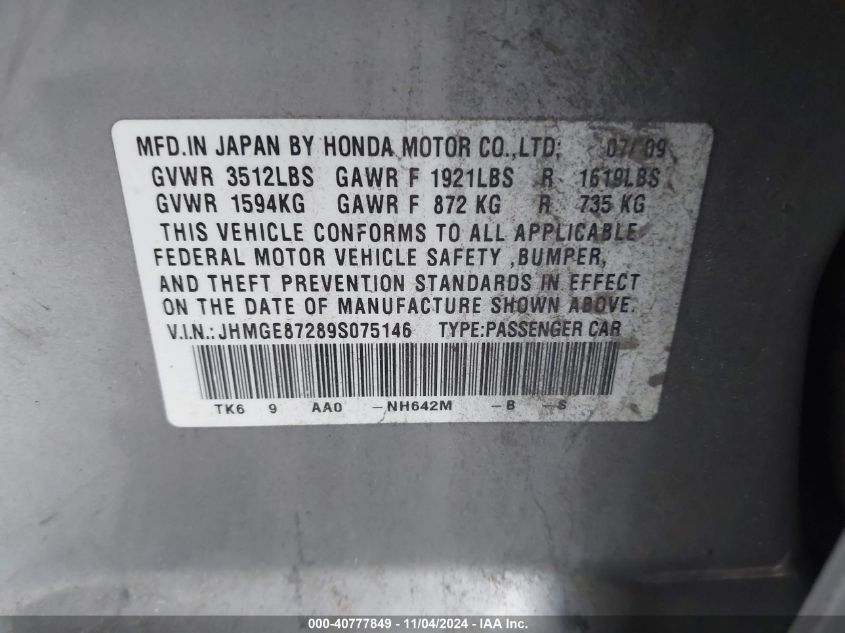 MFD.IN JAPAN BY HONDA MOTOR CO.,LTD. 07/09
GVWR 3512LBS GAWR F 1921LBS R 1619LBS
GVWR 1594KG GAWR F 872 KG R 735 KG
THIS VEHICLE CONFORMS TO ALL APPLICABLE
FEDERAL MOTOR VEHICLE SAFETY ,BUMPER,
AND THEFT PREVENTION STANDARDS IN EFFECT
ON THE DATE OF MANUFACTURE SHOWN ABOVE.
V.I.N.: JHMGE87289S075146 TYPE:PASSENGER CAR
TK6 9 AA0 -NH642M -B -S
000-40777849 - 11/04/2024 - IAA Inc.